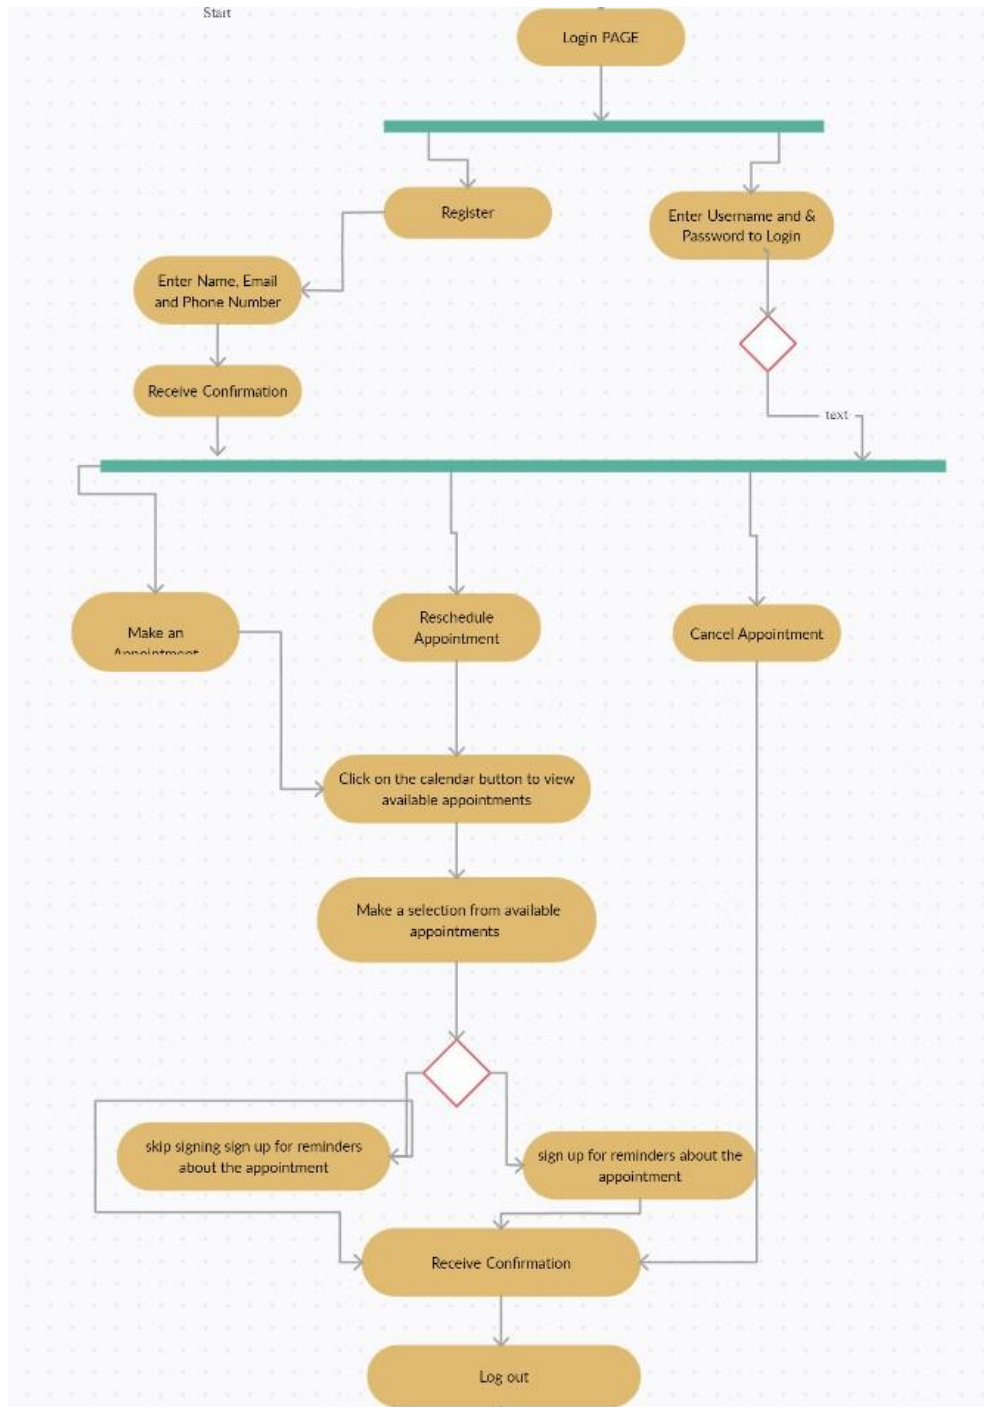 Start
Login PAGE
Register
Enter Username and &
Password to Login
Enter Name, Email
and Phone Number
Receive Confirmation
text
Make an
Appointment
Reschedule
Appointment
Cancel Appointment
Click on the calendar button to view
available appointments
Make a selection from available
appointments
skip signing sign up for reminders
about the appointment
sign up for reminders about the
appointment
Receive Confirmation
Log out